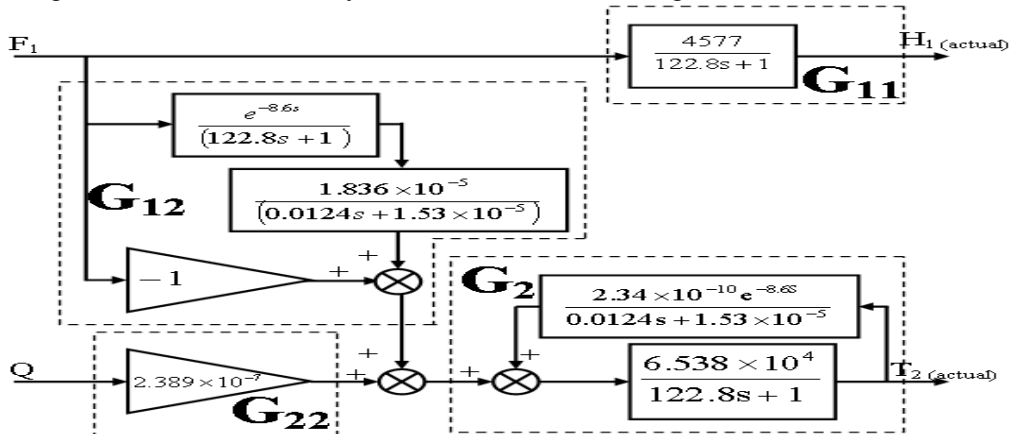 F₁
4577
122.8s + 1
H₁ (actual)
G₁₁
e^{-8.6s}
(122.8s + 1)
G₁₂
1.836 × 10⁻⁵
(0.0124s + 1.53 × 10⁻⁵)
+
−1
+
G₂
2.34 × 10⁻¹⁰ e^{-8.6s}
0.0124s + 1.53 × 10⁻⁵
+
+
Q
2.389 × 10⁻⁷
+
+
6.538 × 10⁴
122.8s + 1
T₂ (actual)
G₂₂